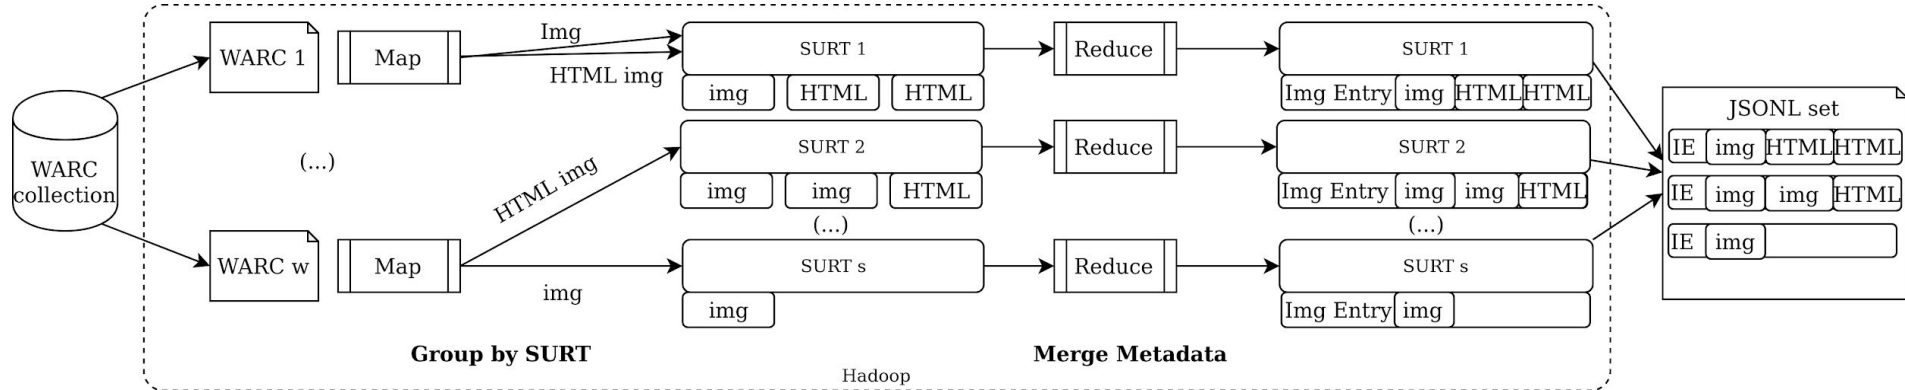 WARC
collection
WARC 1
Map
Img
HTML img
SURT 1
img HTML HTML
Reduce
SURT 1
Img Entry img HTML HTML
(...)
HTML img
SURT 2
img img HTML
(...)
Reduce
SURT 2
Img Entry img img HTML
(...)
WARC w
Map
img
SURT s
img
Reduce
SURT s
Img Entry img
JSONL set
IE img HTML HTML
IE img img HTML
IE img
Group by SURT
Merge Metadata
Hadoop